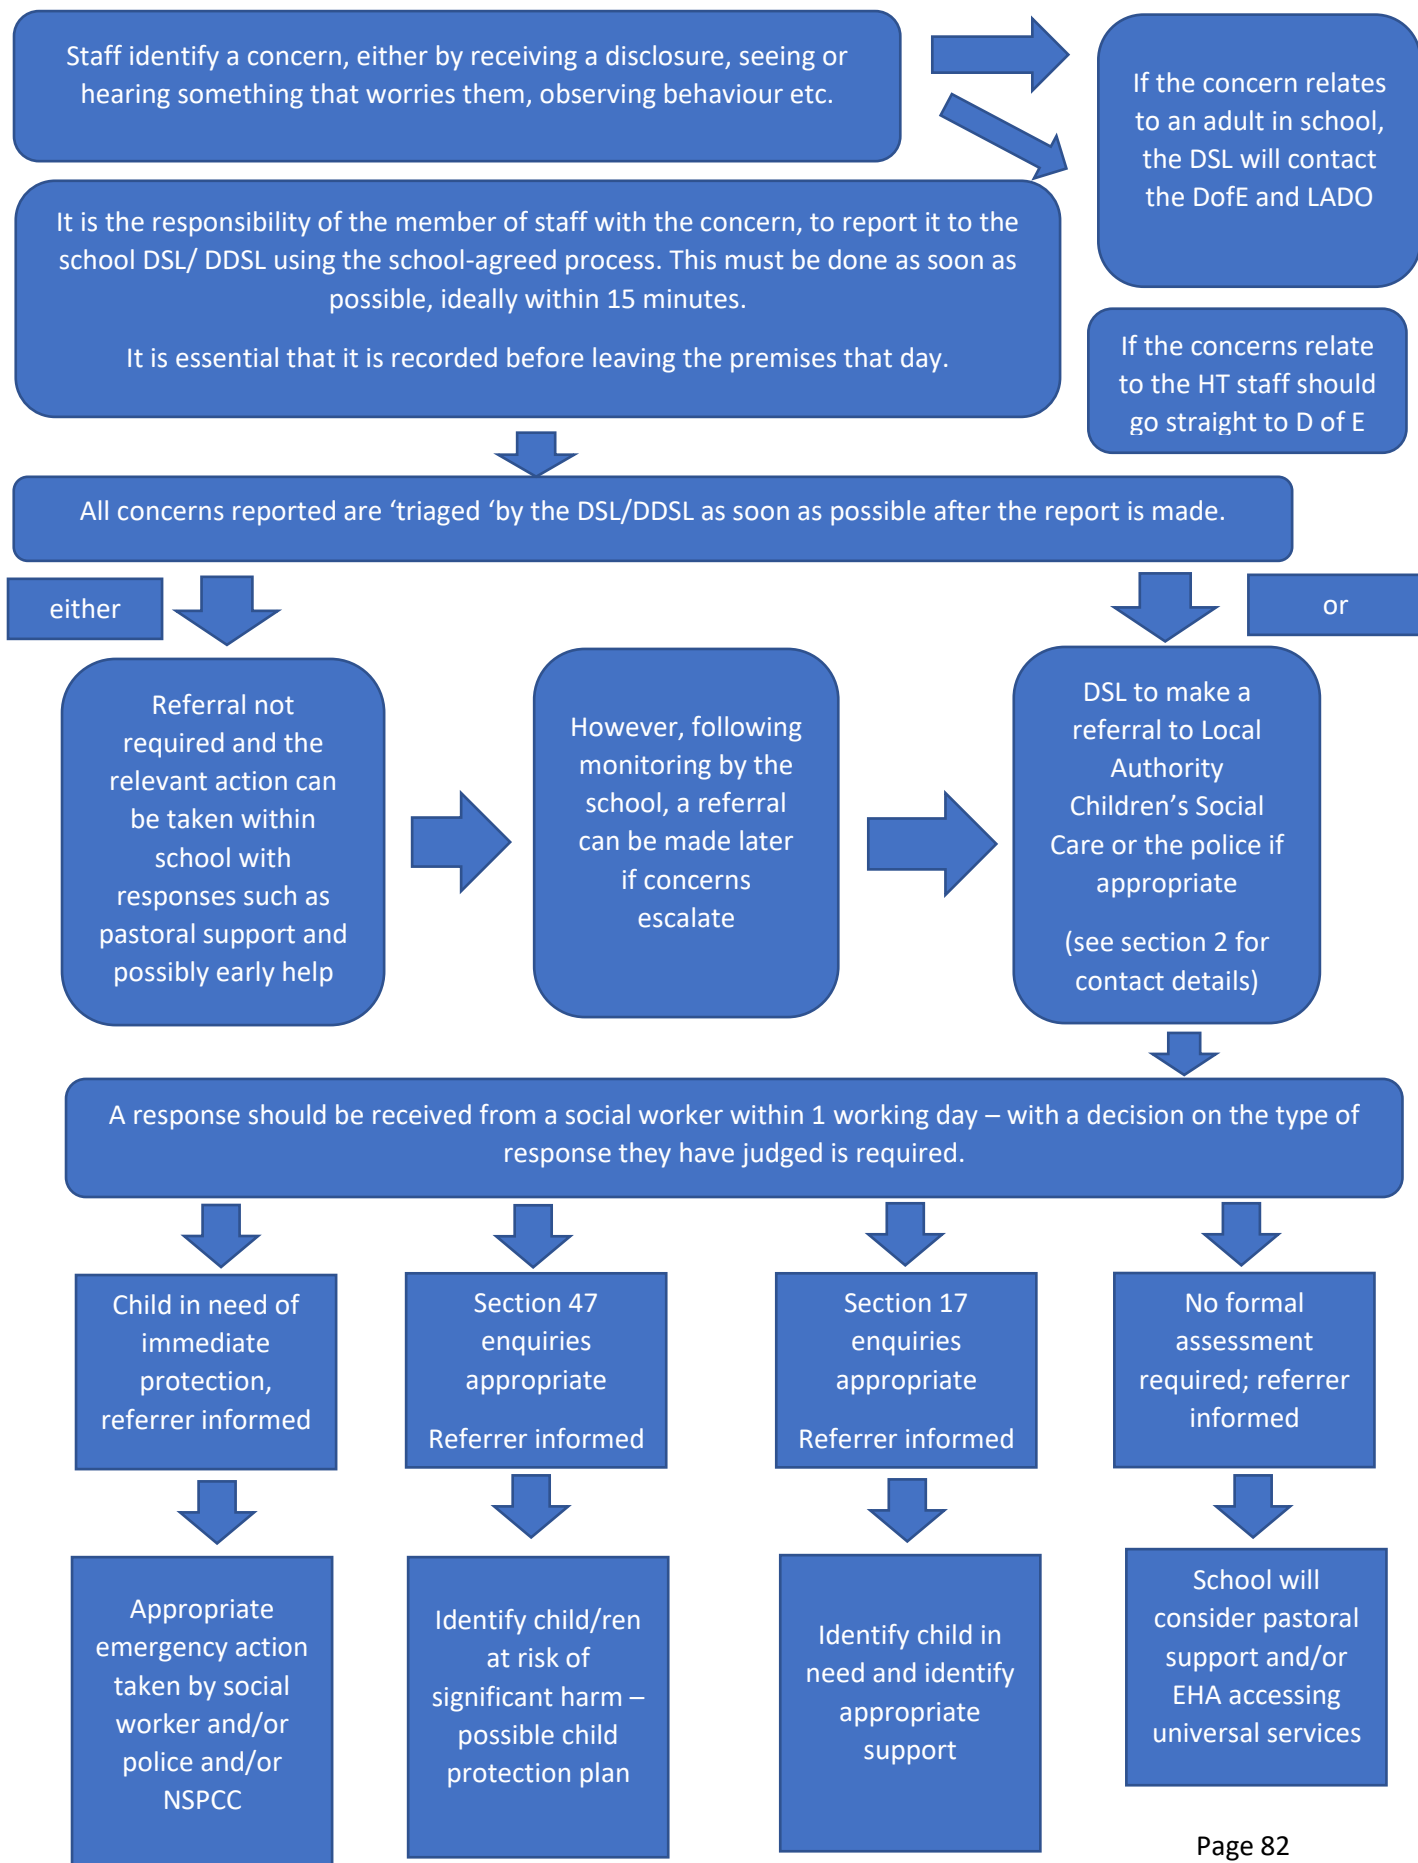 Staff identify a concern, either by receiving a disclosure, seeing or
hearing something that worries them, observing behaviour etc.
If the concern relates
to an adult in school,
the DSL will contact
the DofE and LADO
It is the responsibility of the member of staff with the concern, to report it to the
school DSL/ DDSL using the school-agreed process. This must be done as soon as
possible, ideally within 15 minutes.
It is essential that it is recorded before leaving the premises that day.
If the concerns relate
to the HT staff should
go straight to D of E
All concerns reported are ‘triaged ‘by the DSL/DDSL as soon as possible after the report is made.
either
or
Referral not
required and the
relevant action can
be taken within
school with
responses such as
pastoral support and
possibly early help
However, following
monitoring by the
school, a referral
can be made later
if concerns
escalate
DSL to make a
referral to Local
Authority
Children’s Social
Care or the police if
appropriate
(see section 2 for
contact details)
A response should be received from a social worker within 1 working day – with a decision on the type of
response they have judged is required.
Child in need of
immediate
protection,
referrer informed
Section 47
enquiries
appropriate
Referrer informed
Section 17
enquiries
appropriate
Referrer informed
No formal
assessment
required; referrer
informed
Appropriate
emergency action
taken by social
worker and/or
police and/or
NSPCC
Identify child/ren
at risk of
significant harm –
possible child
protection plan
Identify child in
need and identify
appropriate
support
School will
consider pastoral
support and/or
EHA accessing
universal services
Page 82